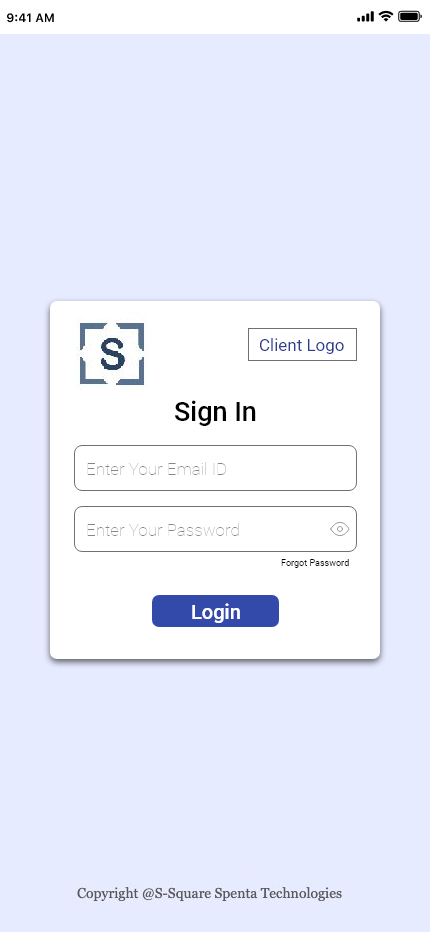 9:41 AM
S
Client Logo
Sign In
Enter Your Email ID
Enter Your Password
Forgot Password
Login
Copyright @S-Square Spenta Technologies